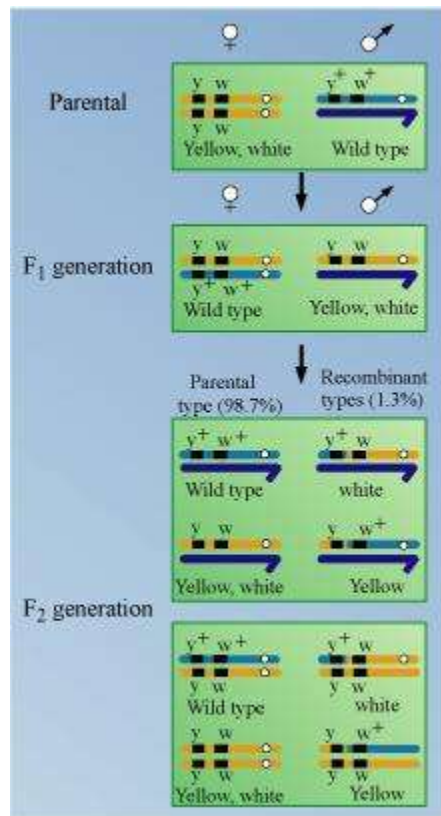 ♀ ♂
y w y⁺ w⁺
Parental
y w
Yellow, white Wild type
♀ ♂
y w y w
F₁ generation
y⁺ w⁺
Wild type Yellow, white
Parental Recombinant
type (98.7%) types (1.3%)
y⁺ w⁺ y⁺ w
Wild type white
y w y w⁺
Yellow, white Yellow
F₂ generation
y⁺ w⁺ y⁺ w
y w y w
Wild type white
y w y w⁺
y w y w
Yellow, white Yellow